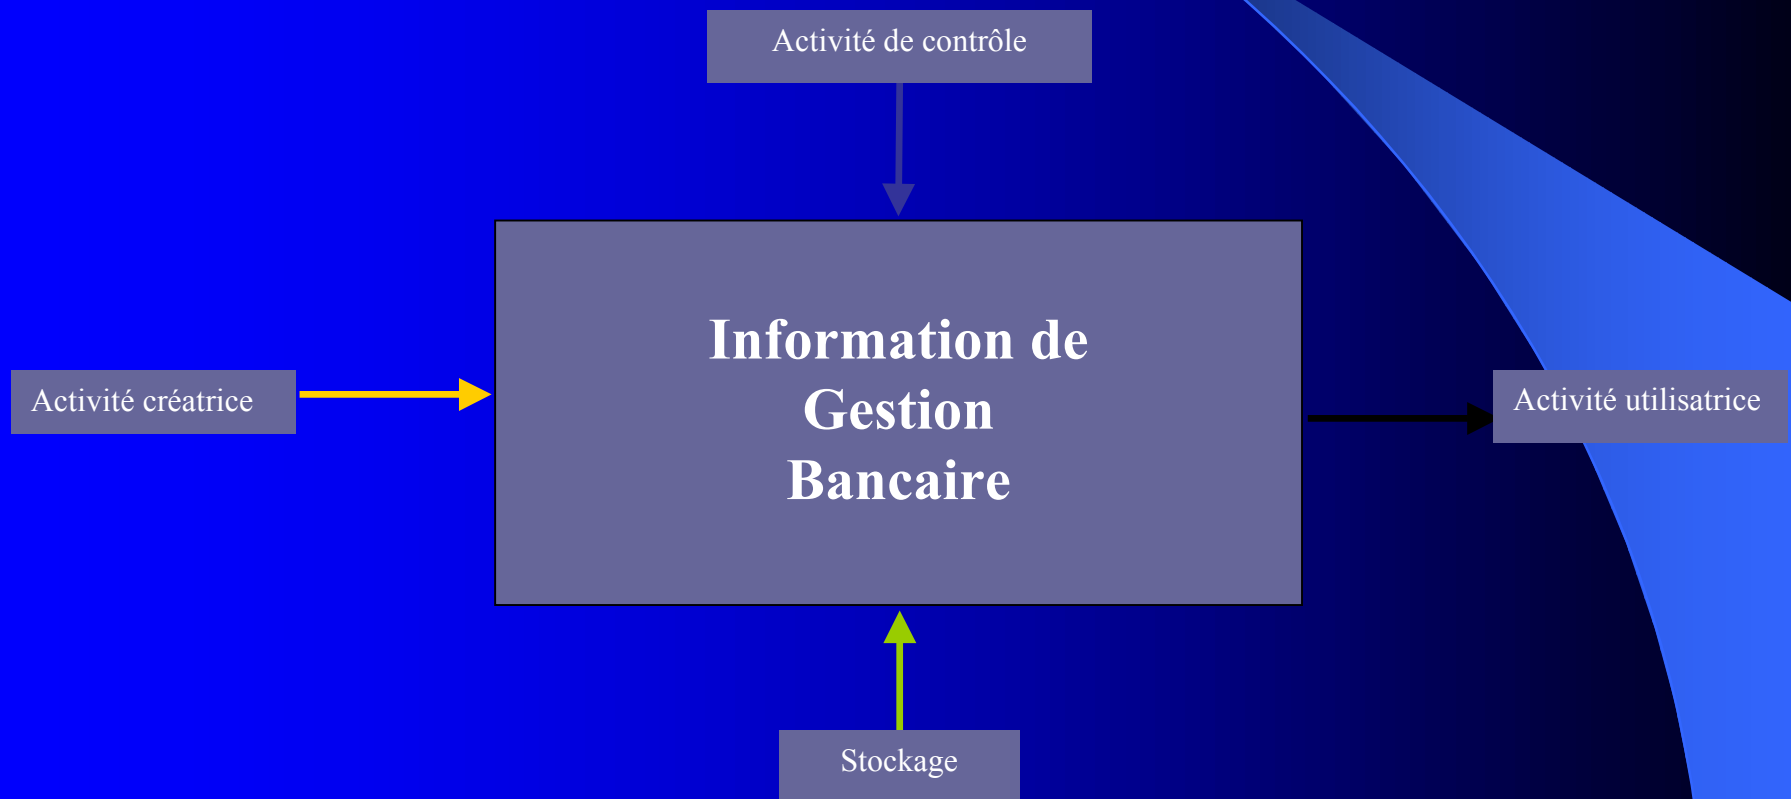 Activité de contrôle
Information de
Gestion
Bancaire
Activité créatrice
Activité utilisatrice
Stockage